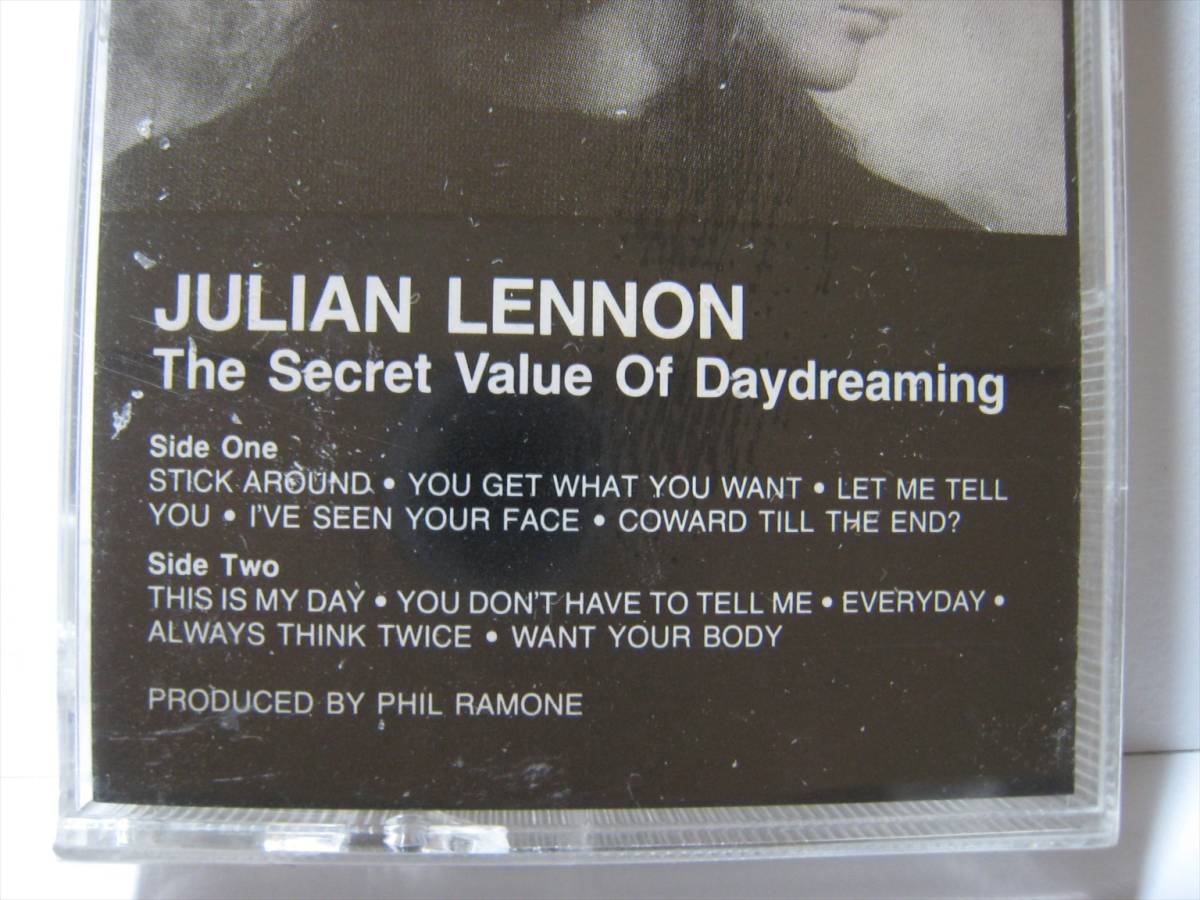 JULIAN LENNON
The Secret Value Of Daydreaming
Side One
STICK AROUND • YOU GET WHAT YOU WANT • LET ME TELL
YOU • I'VE SEEN YOUR FACE • COWARD TILL THE END?
Side Two
THIS IS MY DAY • YOU DON'T HAVE TO TELL ME • EVERYDAY •
ALWAYS THINK TWICE • WANT YOUR BODY
PRODUCED BY PHIL RAMONE